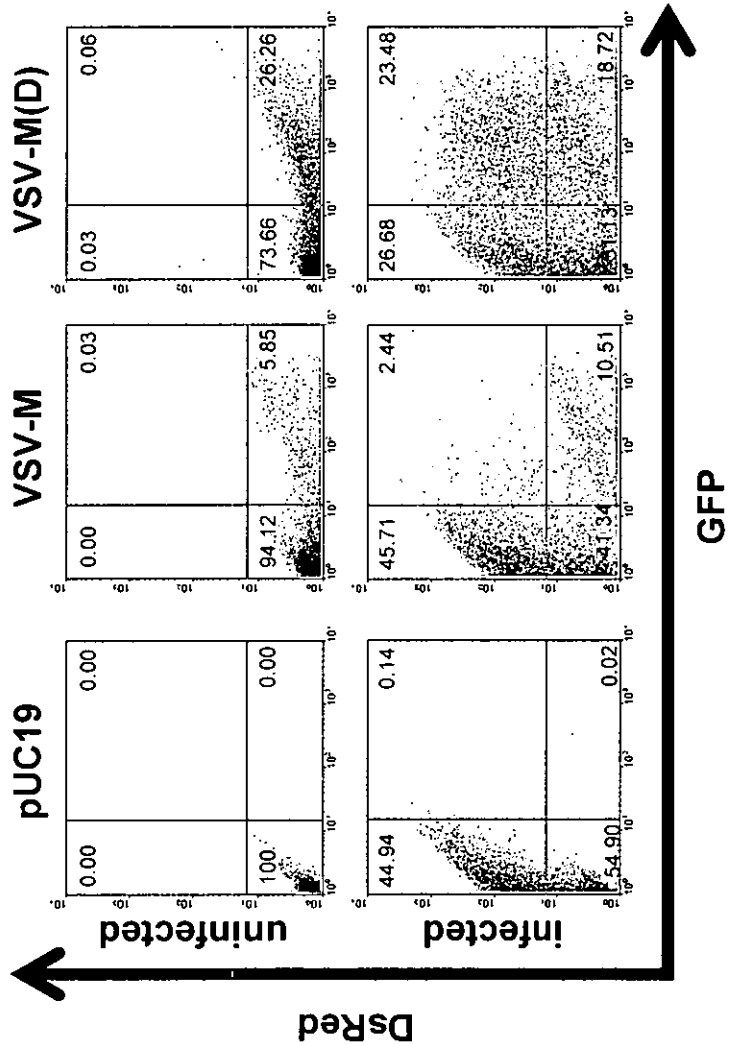 pUC19 VSV-M VSV-M(D)
DsRed
uninfected
0.00 0.00 0.00 0.03 0.03 0.06
100 0.00 94.12 5.85 73.66 26.26
infected
44.94 0.14 45.71 2.44 26.68 23.48
54.90 0.02 41.34 10.51 31.13 18.72
GFP